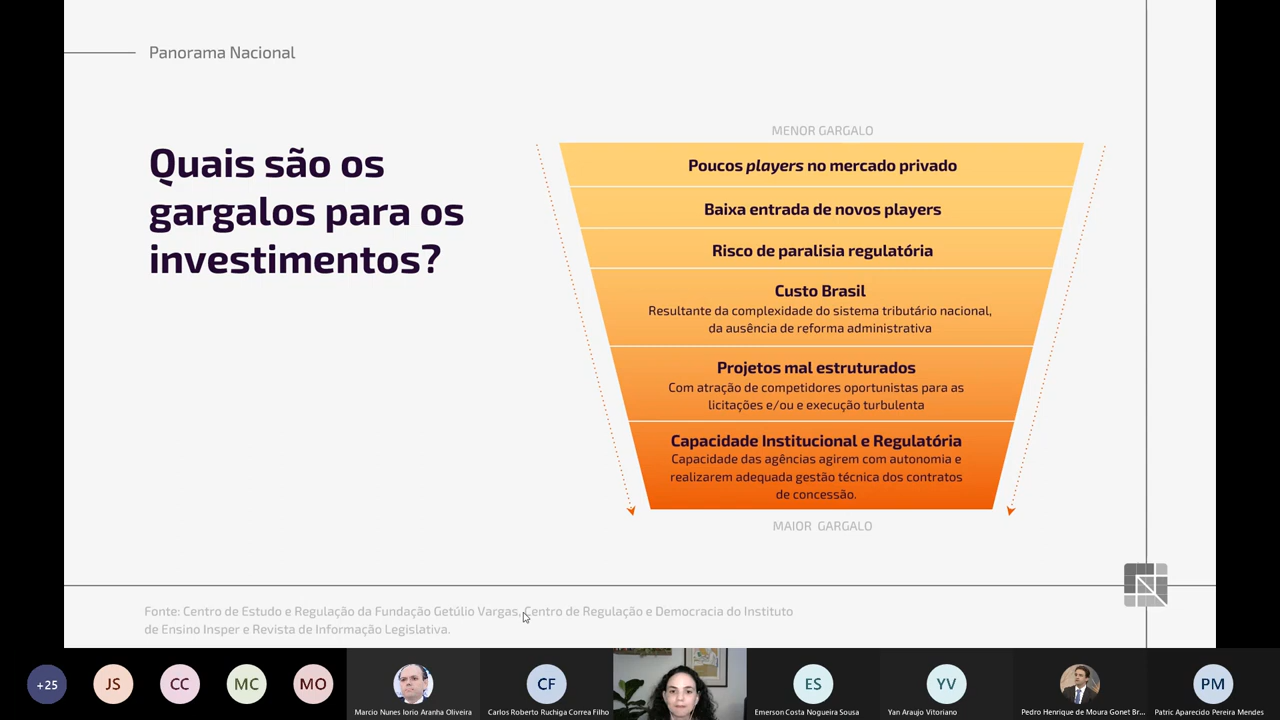 Panorama Nacional
Quais são os
gargalos para os
investimentos?
MENOR GARGALO
Poucos players no mercado privado
Baixa entrada de novos players
Risco de paralisia regulatória
Custo Brasil
Resultante da complexidade do sistema tributário nacional,
da ausência de reforma administrativa
Projetos mal estruturados
Com atração de competidores oportunistas para as
licitações e/ou e execução turbulenta
Capacidade Institucional e Regulatória
Capacidade das agências agirem com autonomia e
realizarem adequada gestão técnica dos contratos
de concessão.
MAIOR GARGALO
Fonte: Centro de Estudo e Regulação da Fundação Getúlio Vargas, Centro de Regulação e Democracia do Instituto
de Ensino Insper e Revista de Informação Legislativa.
+25
JS
CC
MC
MO
CF
ES
YV
PM
Marcio Nunes Iorio Aranha Oliveira
Carlos Roberto Ruchiga Correa Filho
Emerson Costa Nogueira Sousa
Yan Araujo Vitoriano
Pedro Henrique de Moura Gonet Br...
Patric Aparecido Pereira Mendes